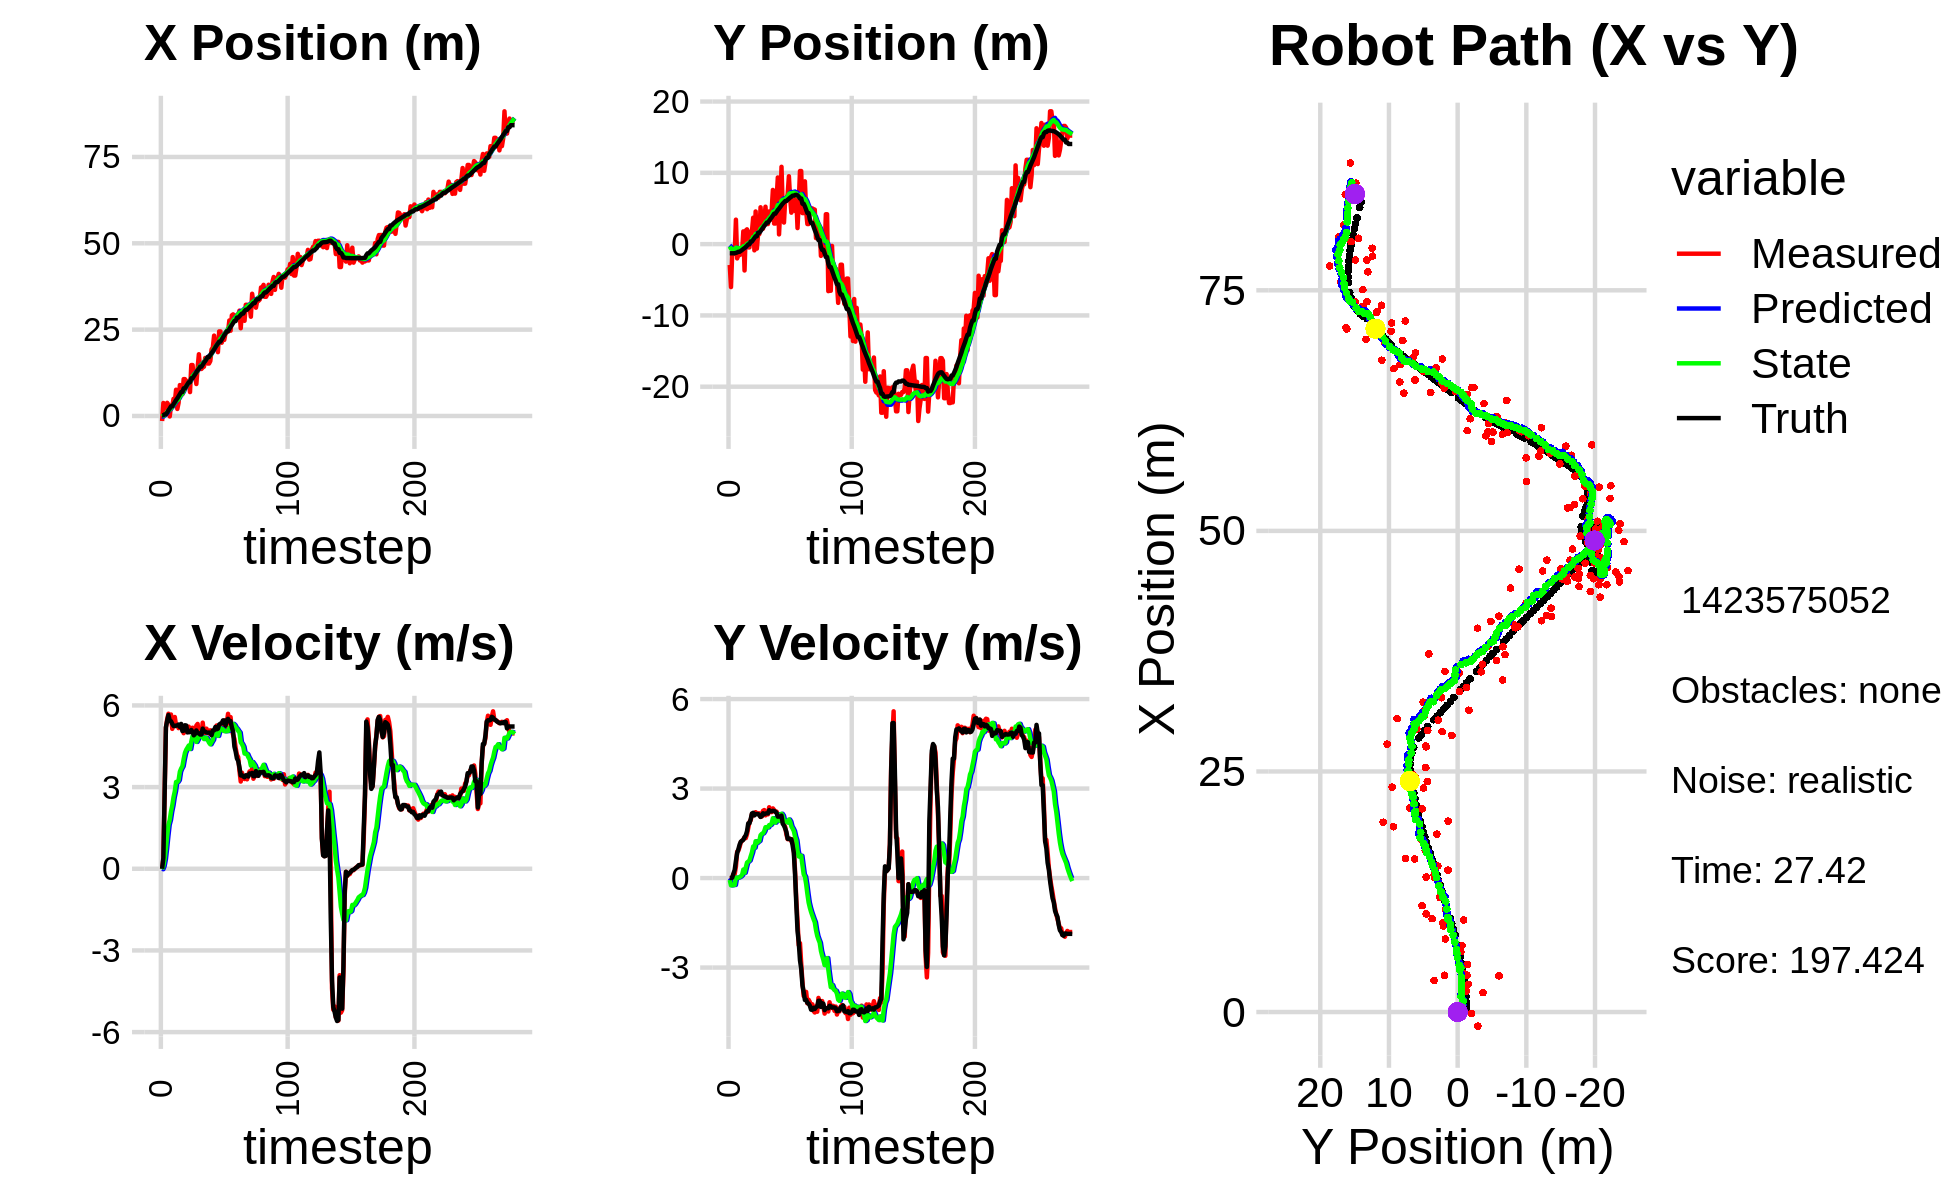 X Position (m)
75
50
25
0
0
100
200
timestep
Y Position (m)
20
10
0
-10
-20
0
100
200
timestep
X Velocity (m/s)
6
3
0
-3
-6
0
100
200
timestep
Y Velocity (m/s)
6
3
0
-3
0
100
200
timestep
Robot Path (X vs Y)
X Position (m)
75
50
25
0
20 10 0 -10 -20
Y Position (m)
variable
Measured
Predicted
State
Truth
1423575052
Obstacles: none
Noise: realistic
Time: 27.42
Score: 197.424